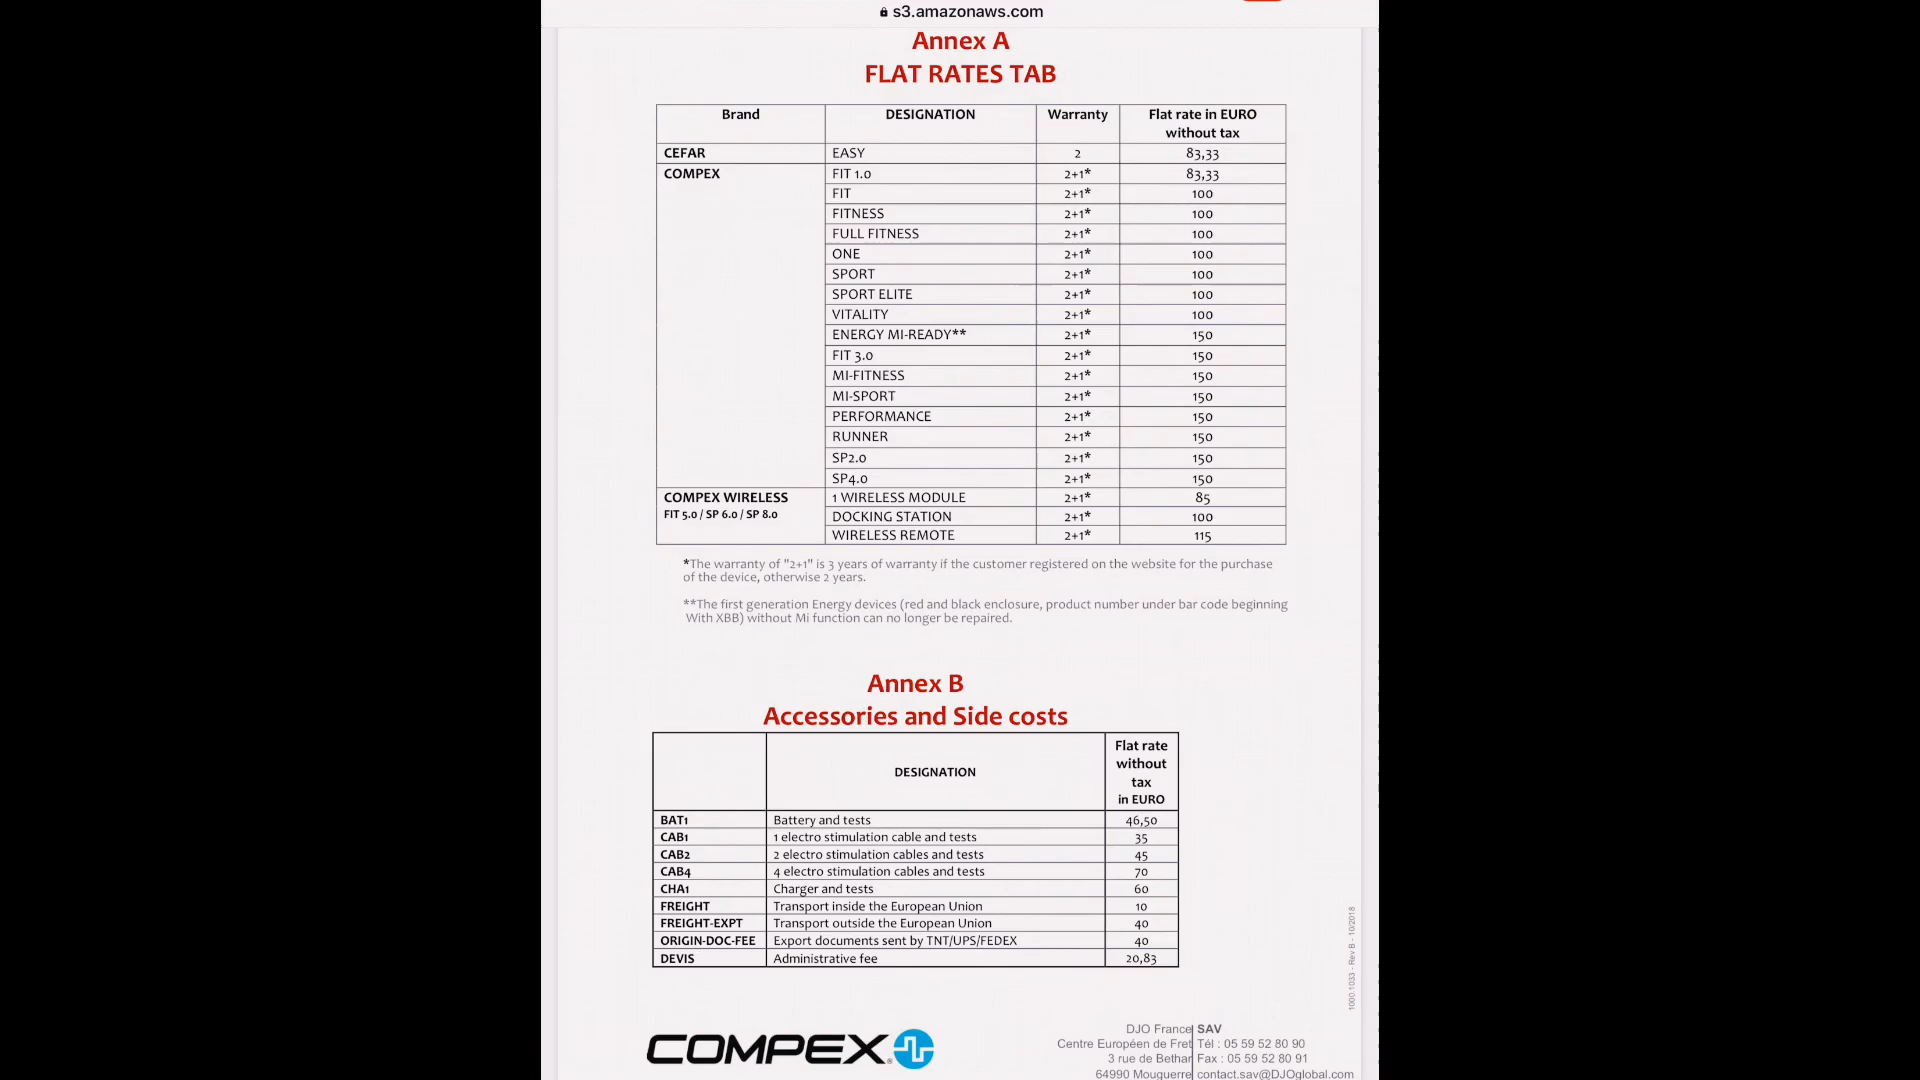 s3.amazonaws.com
Annex A
FLAT RATES TAB
Brand DESIGNATION Warranty Flat rate in EURO without tax
CEFAR EASY 2 83,33
COMPEX FIT 1.0 2+1* 83,33
FIT 2+1* 100
FITNESS 2+1* 100
FULL FITNESS 2+1* 100
ONE 2+1* 100
SPORT 2+1* 100
SPORT ELITE 2+1* 100
VITALITY 2+1* 100
ENERGY MI-READY** 2+1* 150
FIT 3.0 2+1* 150
MI-FITNESS 2+1* 150
MI-SPORT 2+1* 150
PERFORMANCE 2+1* 150
RUNNER 2+1* 150
SP2.0 2+1* 150
SP4.0 2+1* 150
COMPEX WIRELESS 1 WIRELESS MODULE 2+1* 85
FIT 5.0 / SP 6.0 / SP 8.0 DOCKING STATION 2+1* 100
WIRELESS REMOTE 2+1* 115
*The warranty of "2+1" is 3 years of warranty if the customer registered on the website for the purchase
of the device, otherwise 2 years.
**The first generation Energy devices (red and black enclosure, product number under bar code beginning
With XBB) without Mi function can no longer be repaired.
Annex B
Accessories and Side costs
DESIGNATION Flat rate without tax in EURO
BAT1 Battery and tests 46,50
CAB1 1 electro stimulation cable and tests 35
CAB2 2 electro stimulation cables and tests 45
CAB4 4 electro stimulation cables and tests 70
CHA1 Charger and tests 60
FREIGHT Transport inside the European Union 10
FREIGHT-EXPT Transport outside the European Union 40
ORIGIN-DOC-FEE Export documents sent by TNT/UPS/FEDEX 40
DEVIS Administrative fee 20,83
1000.1033 - Rev B - 10/2018
COMPEX
DJO France SAV
Centre Européen de Fret Tél : 05 59 52 80 90
3 rue de Bethar Fax : 05 59 52 80 91
64990 Mouguerre contact.sav@DJOglobal.com